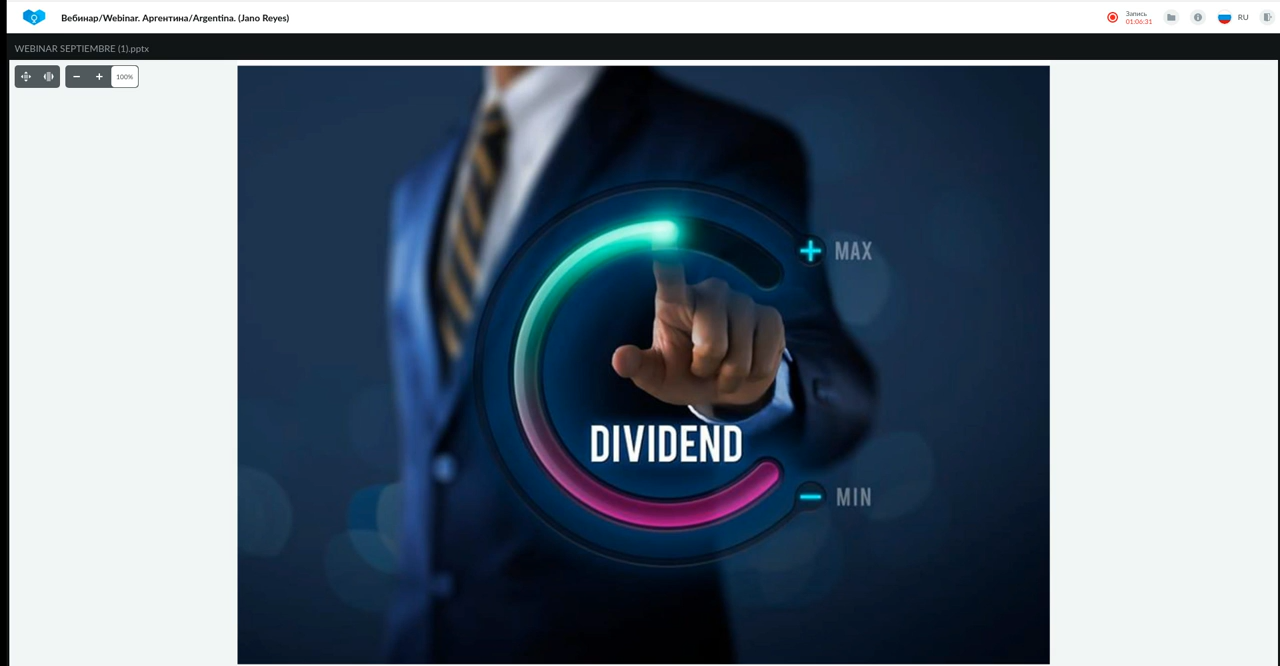 Вебинар/Webinar. Аргентина/Argentina. (Jano Reyes)
Запись
01:06:31
RU
WEBINAR SEPTIEMBRE (1).pptx
100%
MAX
DIVIDEND
MIN